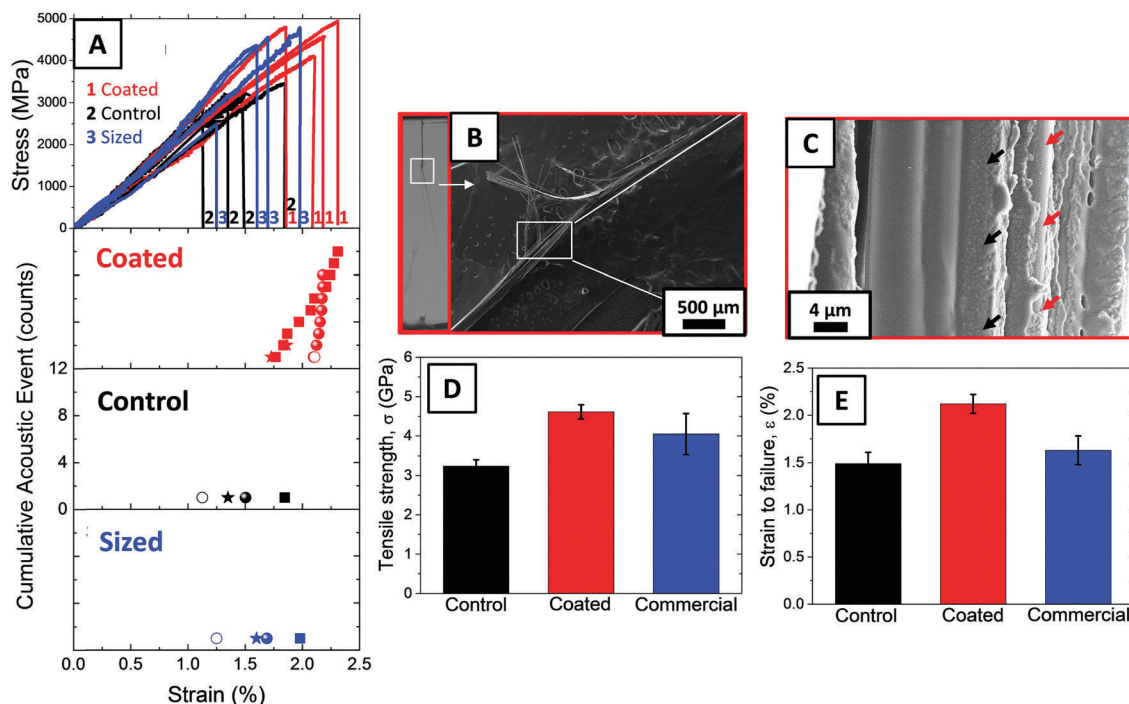 A
5000
4000
3000
2000
1000
0
Stress (MPa)
1 Coated
2 Control
3 Sized
2 3 2 2 3 3 2 1 3 1 1 1
Coated
Control
Sized
12
8
4
0
Cumulative Acoustic Event (counts)
0.0 0.5 1.0 1.5 2.0 2.5
Strain (%)
B
500 µm
C
4 µm
D
6
5
4
3
2
1
0
Tensile strength, σ (GPa)
Control Coated Commercial
E
2.5
2.0
1.5
1.0
0.5
0.0
Strain to failure, ε (%)
Control Coated Commercial